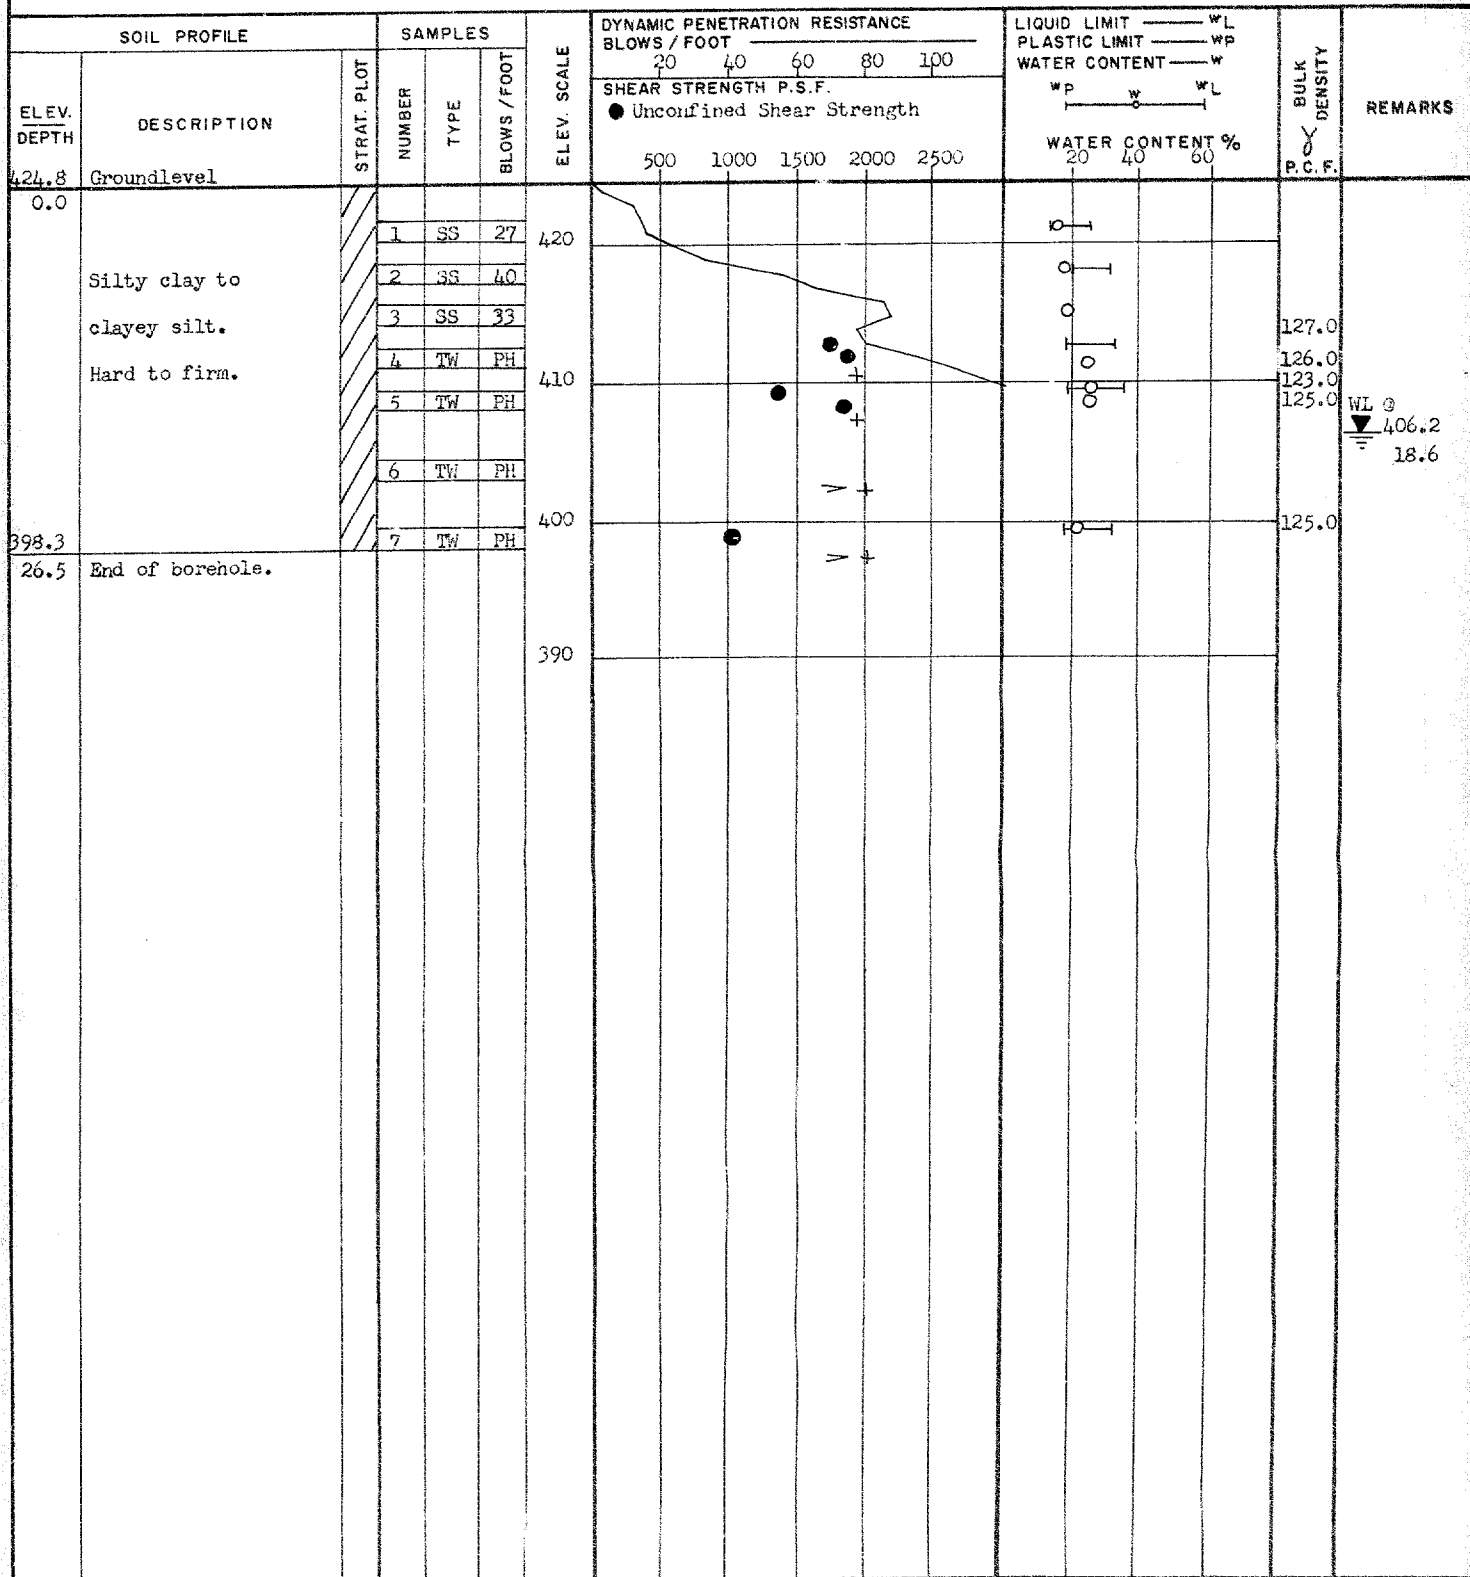 SOIL PROFILE
SAMPLES
ELEV. SCALE
DYNAMIC PENETRATION RESISTANCE
BLOWS / FOOT
20 40 60 80 100
SHEAR STRENGTH P.S.F.
● Unconfined Shear Strength
500 1000 1500 2000 2500
LIQUID LIMIT —— wL
PLASTIC LIMIT —— wP
WATER CONTENT —— w
wP w wL
WATER CONTENT %
20 40 60
BULK DENSITY
γ
P.C.F.
REMARKS
ELEV.
DEPTH
DESCRIPTION
STRAT. PLOT
NUMBER
TYPE
BLOWS / FOOT
424.8 Groundlevel
0.0
1 SS 27
420
Silty clay to
2 SS 40
clayey silt.
3 SS 33
127.0
Hard to firm.
4 TW PH
126.0
410
123.0
5 TW PH
125.0
WL @
406.2
18.6
6 TW PH
>
400
125.0
398.3
7 TW PH
>
26.5 End of borehole.
390